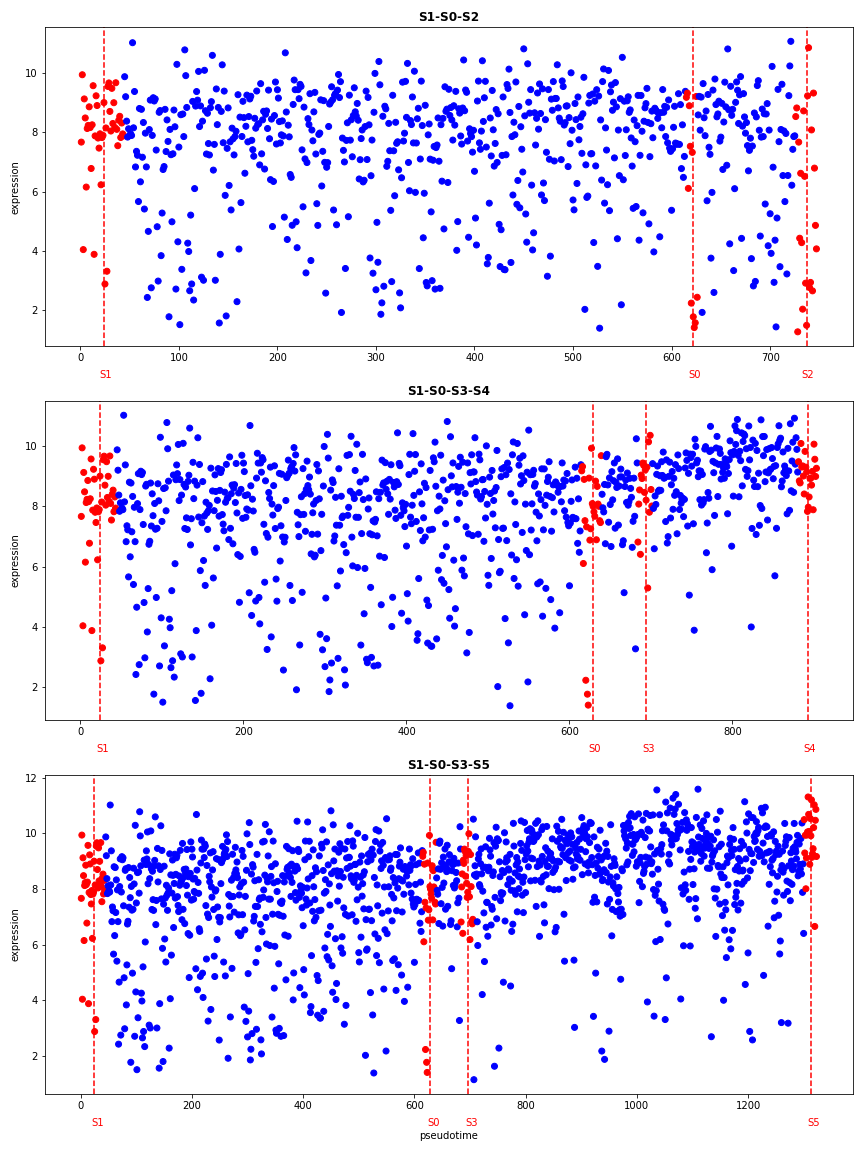 S1-S0-S2
10
8
6
4
2
expression
0 100 200 300 400 500 600 700
S1 S0 S2
S1-S0-S3-S4
10
8
6
4
2
expression
0 200 400 600 800
S1 S0 S3 S4
S1-S0-S3-S5
12
10
8
6
4
2
expression
0 200 400 600 800 1000 1200
S1 S0 S3 S5
pseudotime